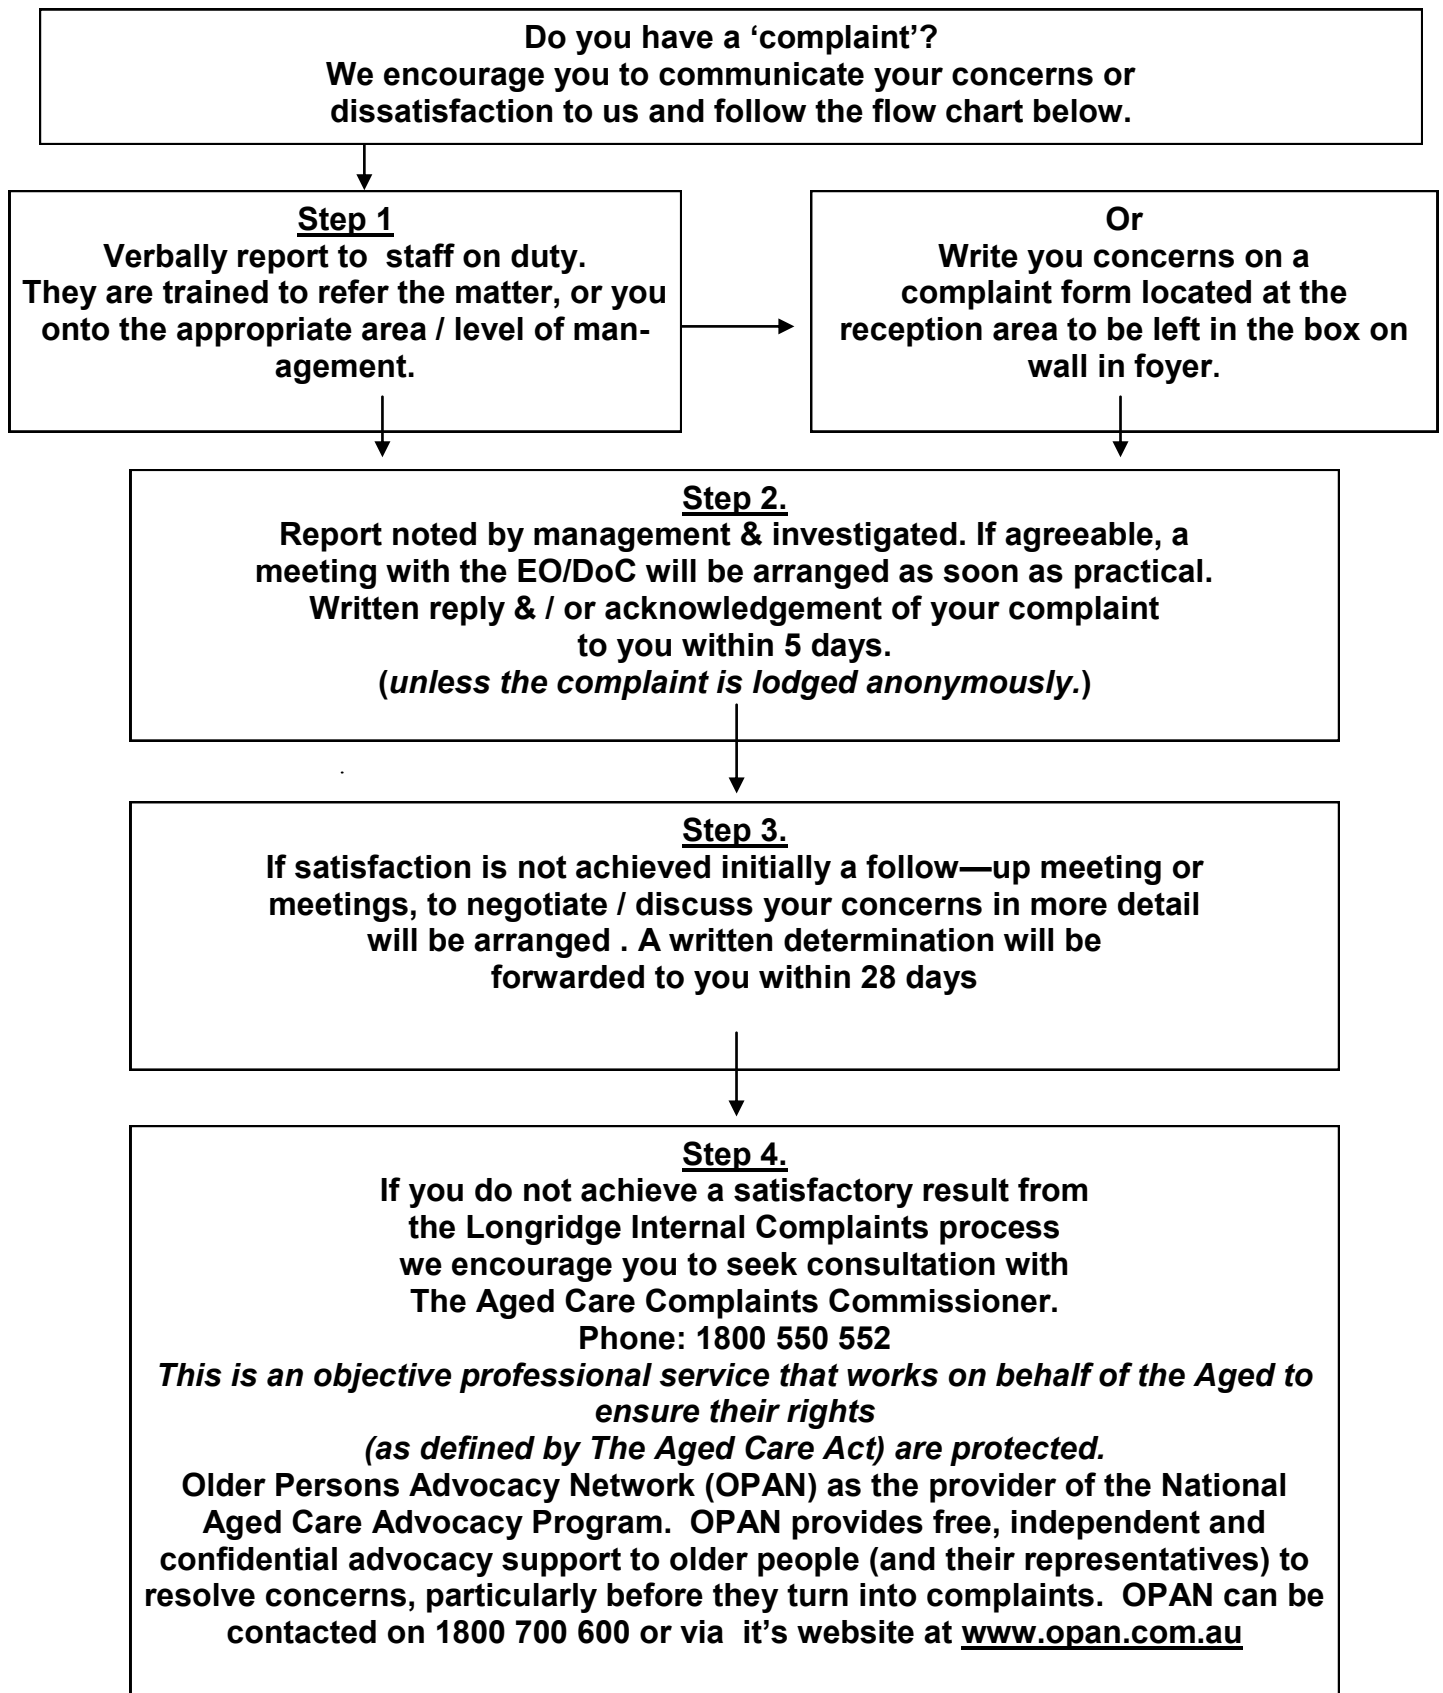 Do you have a ‘complaint’?
We encourage you to communicate your concerns or
dissatisfaction to us and follow the flow chart below.
Step 1
Verbally report to  staff on duty.
They are trained to refer the matter, or you
onto the appropriate area / level of man-
agement.
Or
Write you concerns on a
complaint form located at the
reception area to be left in the box on
wall in foyer.
Step 2.
Report noted by management & investigated. If agreeable, a
meeting with the EO/DoC will be arranged as soon as practical.
Written reply & / or acknowledgement of your complaint
to you within 5 days.
(unless the complaint is lodged anonymously.)
Step 3.
If satisfaction is not achieved initially a follow—up meeting or
meetings, to negotiate / discuss your concerns in more detail
will be arranged . A written determination will be
forwarded to you within 28 days
Step 4.
If you do not achieve a satisfactory result from
the Longridge Internal Complaints process
we encourage you to seek consultation with
The Aged Care Complaints Commissioner.
Phone: 1800 550 552
This is an objective professional service that works on behalf of the Aged to
ensure their rights
(as defined by The Aged Care Act) are protected.
Older Persons Advocacy Network (OPAN) as the provider of the National
Aged Care Advocacy Program.  OPAN provides free, independent and
confidential advocacy support to older people (and their representatives) to
resolve concerns, particularly before they turn into complaints.  OPAN can be
contacted on 1800 700 600 or via  it’s website at www.opan.com.au